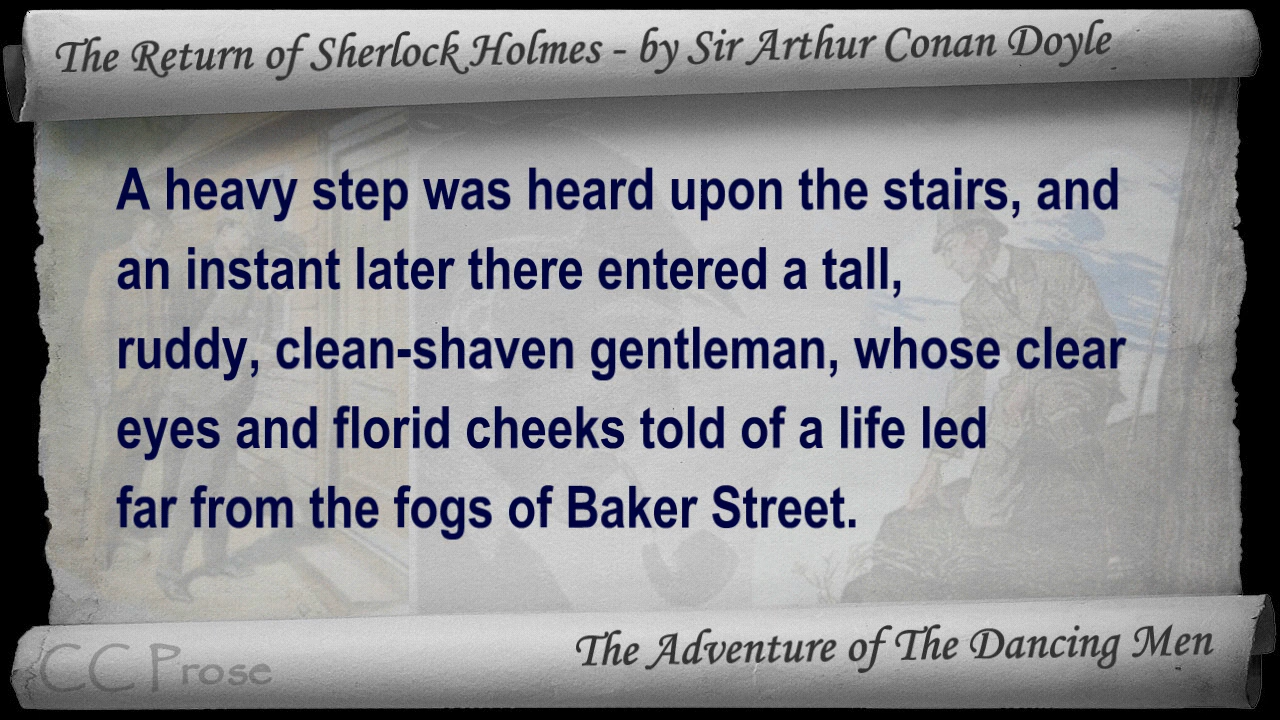 The Return of Sherlock Holmes - by Sir Arthur Conan Doyle
A heavy step was heard upon the stairs, and
an instant later there entered a tall,
ruddy, clean-shaven gentleman, whose clear
eyes and florid cheeks told of a life led
far from the fogs of Baker Street.
The Adventure of The Dancing Men
CC Prose